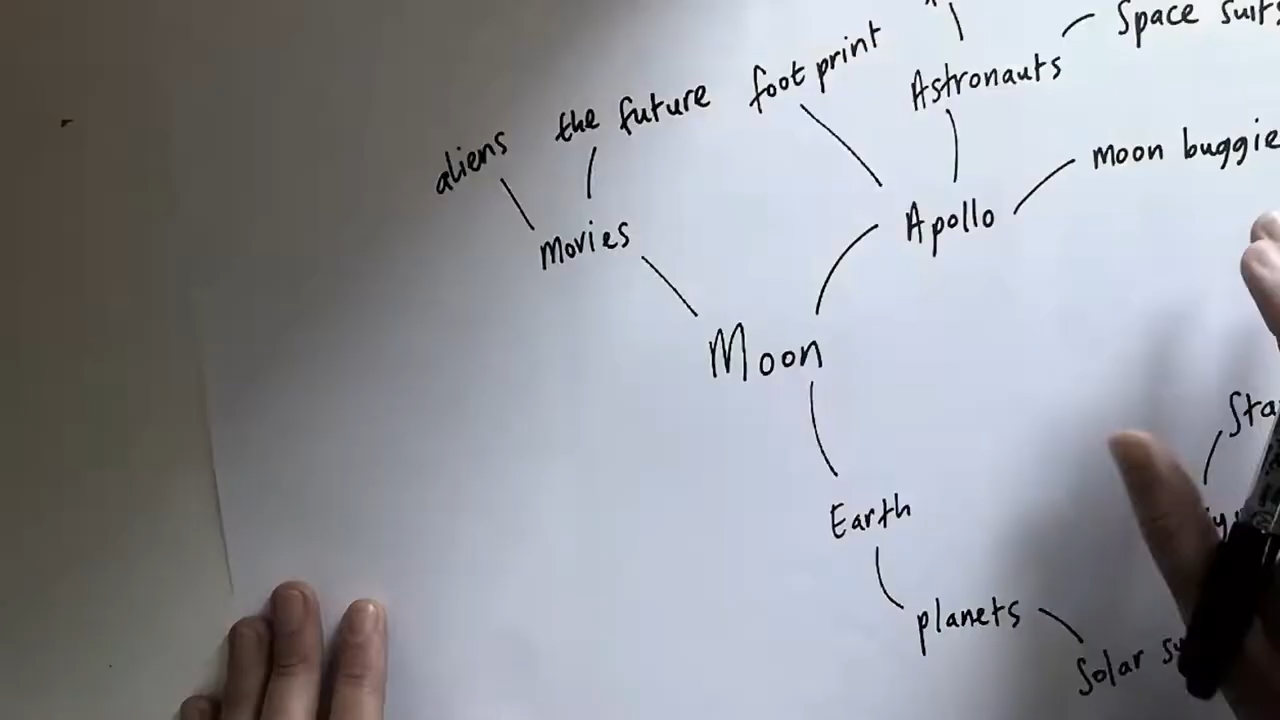 Space suits
Astronauts
foot print
the future
aliens
moon buggie
Apollo
movies
Moon
Earth
planets
Solar